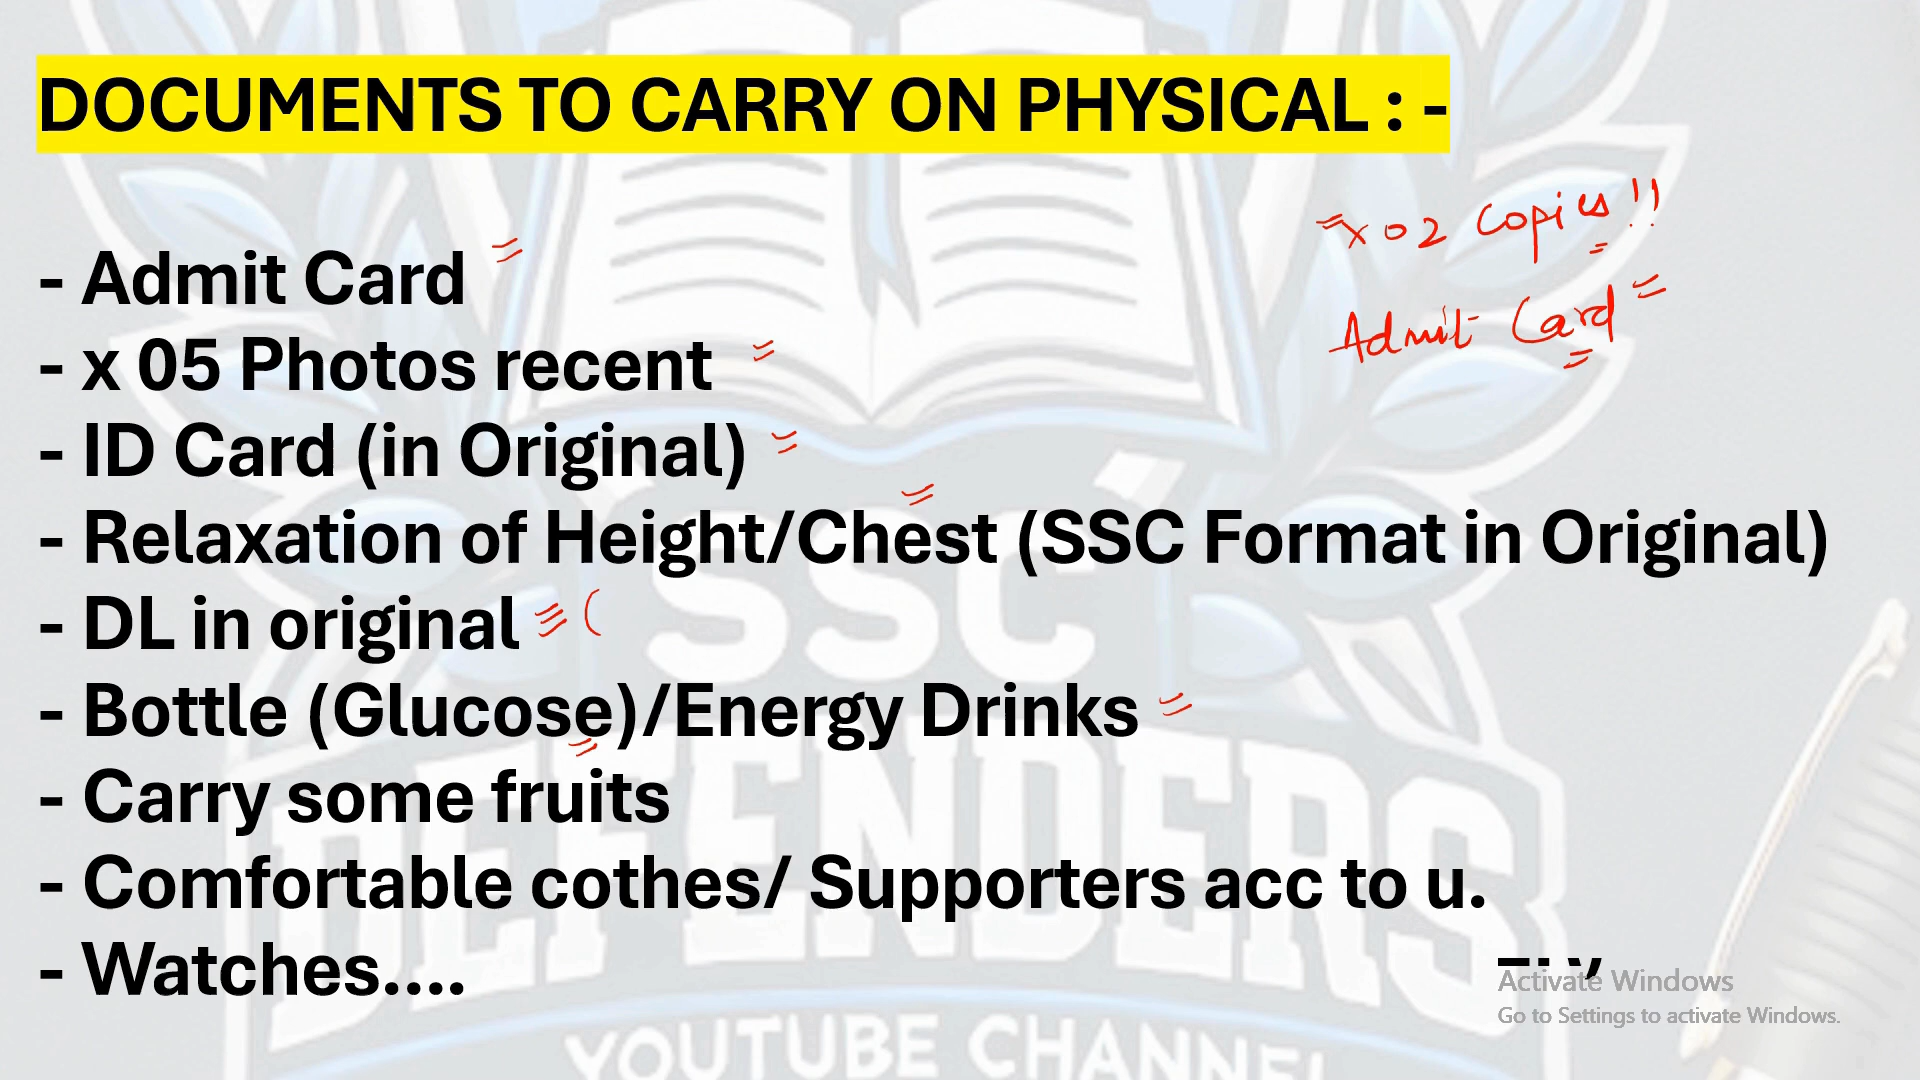 DOCUMENTS TO CARRY ON PHYSICAL : -
x 02 Copies !!
Admit Card
- Admit Card
- x 05 Photos recent
- ID Card (in Original)
- Relaxation of Height/Chest (SSC Format in Original)
- DL in original (
- Bottle (Glucose)/Energy Drinks
- Carry some fruits
- Comfortable cothes/ Supporters acc to u.
- Watches....
SSC
DEFENDERS
YOUTUBE CHANNEL
Activate Windows
Go to Settings to activate Windows.